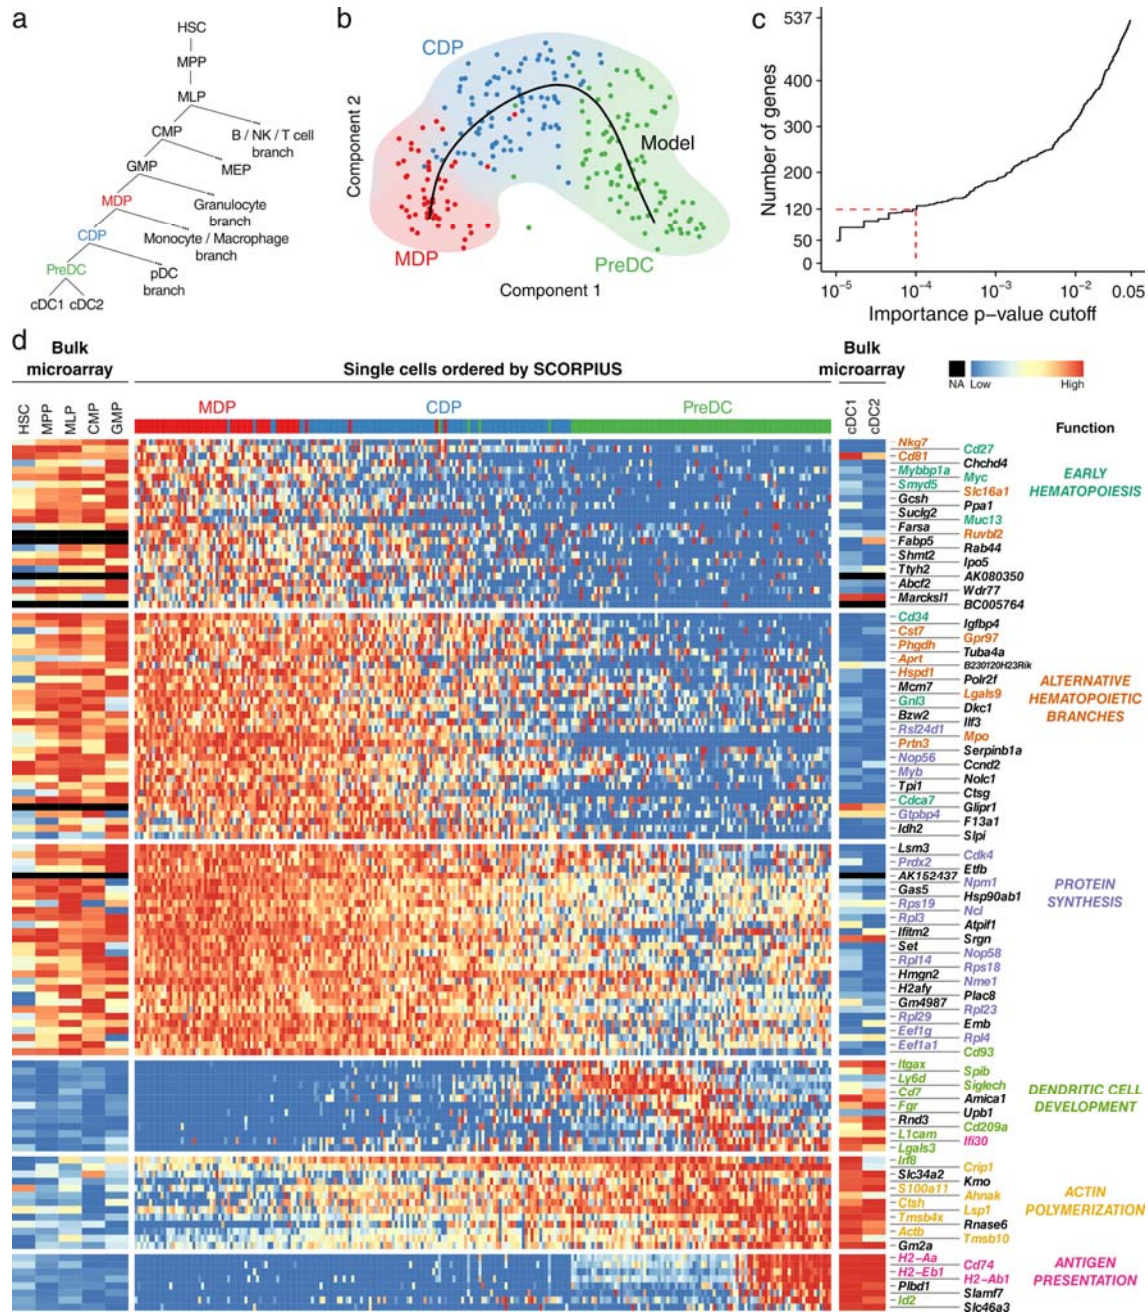 a
HSC
MPP
MLP
CMP
B / NK / T cell
branch
GMP
MEP
MDP
Granulocyte
branch
CDP
Monocyte / Macrophage
branch
PreDC
pDC
branch
cDC1 cDC2
b
CDP
Component 2
Model
MDP
PreDC
Component 1
c
Number of genes
537
400
300
200
120
50
0
10⁻⁵
10⁻⁴
10⁻³
10⁻²
0.05
Importance p−value cutoff
d
Bulk
microarray
Single cells ordered by SCORPIUS
Bulk
microarray
NA Low
High
HSC
MPP
MLP
CMP
GMP
MDP
CDP
PreDC
cDC1
cDC2
Function
Nkg7
Cd27
Cd81
Chchd4
Mybbp1a
Myc
Smyd5
Slc16a1
Gcsh
Ppa1
Suclg2
Muc13
Farsa
Ruvbl2
Fabp5
Rab44
Shmt2
Ipo5
Ttyh2
AK080350
Abcf2
Wdr77
Marcksl1
BC005764
EARLY
HEMATOPOIESIS
Cd34
Igfbp4
Cst7
Gpr97
Phgdh
Tuba4a
Aprt
B230120H23Rik
Hspd1
Polr2f
Mcm7
Lgals9
Gnl3
Dkc1
Bzw2
Ilf3
Rsl24d1
Mpo
Prtn3
Serpinb1a
Nop56
Ccnd2
Myb
Nolc1
Tpi1
Ctsg
Cdca7
Glipr1
Gtpbp4
F13a1
Idh2
Slpi
ALTERNATIVE
HEMATOPOIETIC
BRANCHES
Lsm3
Cdk4
Prdx2
Etfb
AK152437
Npm1
Gas5
Hsp90ab1
Rps19
Ncl
Rpl3
Atpif1
Ifitm2
Srgn
Set
Nop58
Rpl14
Rps18
Hmgn2
Nme1
H2afy
Plac8
Gm4987
Rpl23
Rpl29
Emb
Eef1g
Rpl4
Eef1a1
Cd93
PROTEIN
SYNTHESIS
Itgax
Spib
Ly6d
Siglech
Cd7
Amica1
Fgr
Upb1
Rnd3
Cd209a
L1cam
Ifi30
Lgals3
DENDRITIC CELL
DEVELOPMENT
Irf8
Crip1
Slc34a2
Kmo
S100a11
Ahnak
Ctsh
Lsp1
Tmsb4x
Rnase6
Actb
Tmsb10
Gm2a
ACTIN
POLYMERIZATION
H2−Aa
Cd74
H2−Eb1
H2−Ab1
Plbd1
Slamf7
Id2
Slc46a3
ANTIGEN
PRESENTATION